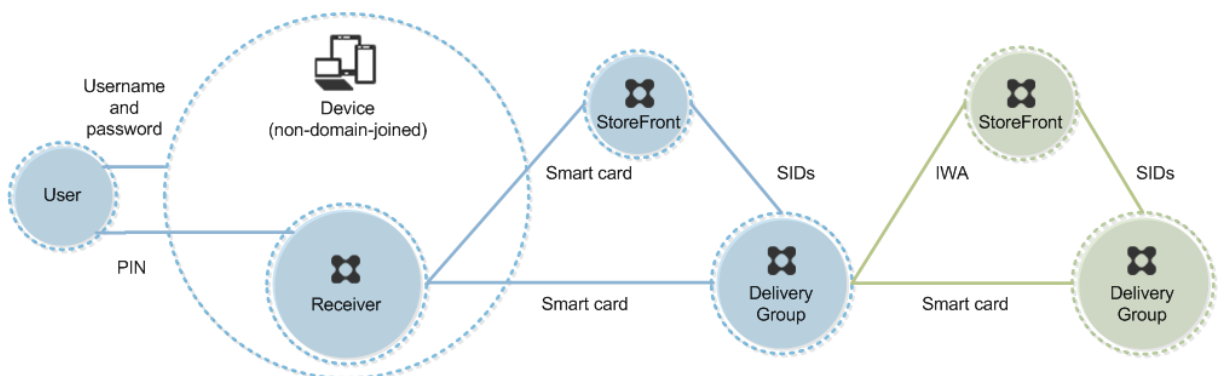 Username
and
password
User
PIN
Device
(non-domain-joined)
Receiver
StoreFront
Smart card
SIDs
Smart card
Delivery
Group
StoreFront
IWA
SIDs
Smart card
Delivery
Group